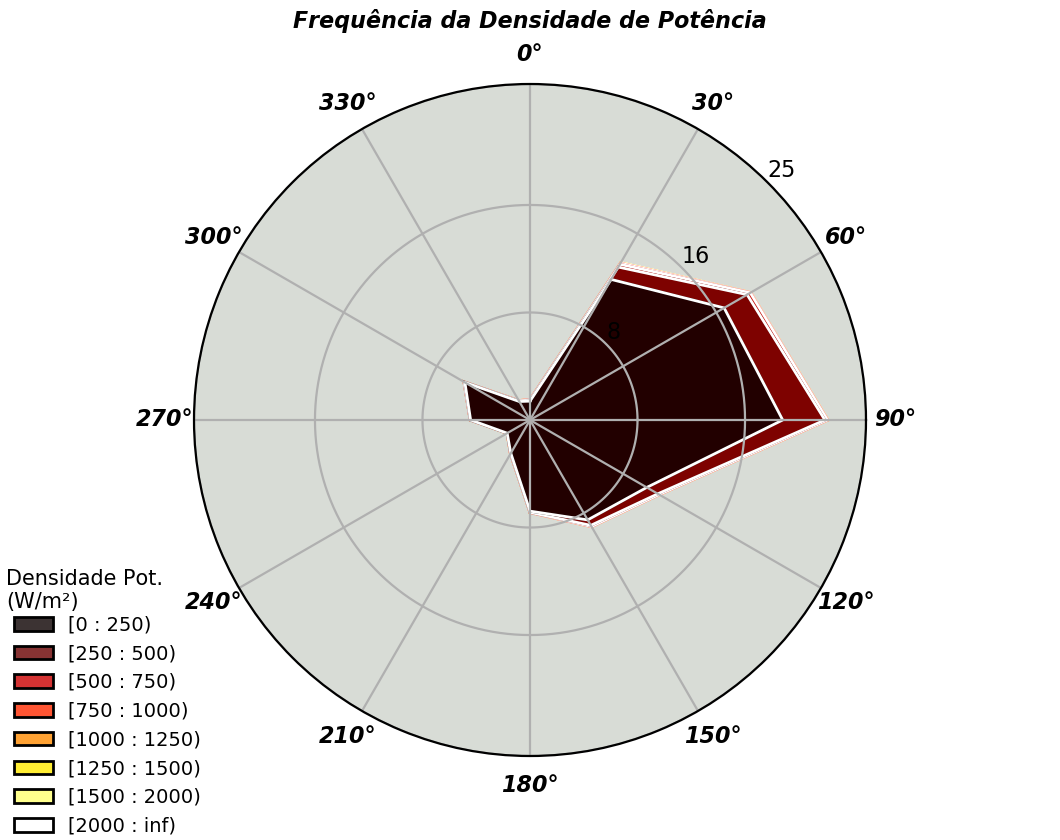 Frequência da Densidade de Potência
0°
330°
30°
25
300°
60°
16
8
270°
90°
240°
120°
210°
150°
180°
Densidade Pot.
(W/m²)
[0 : 250)
[250 : 500)
[500 : 750)
[750 : 1000)
[1000 : 1250)
[1250 : 1500)
[1500 : 2000)
[2000 : inf)